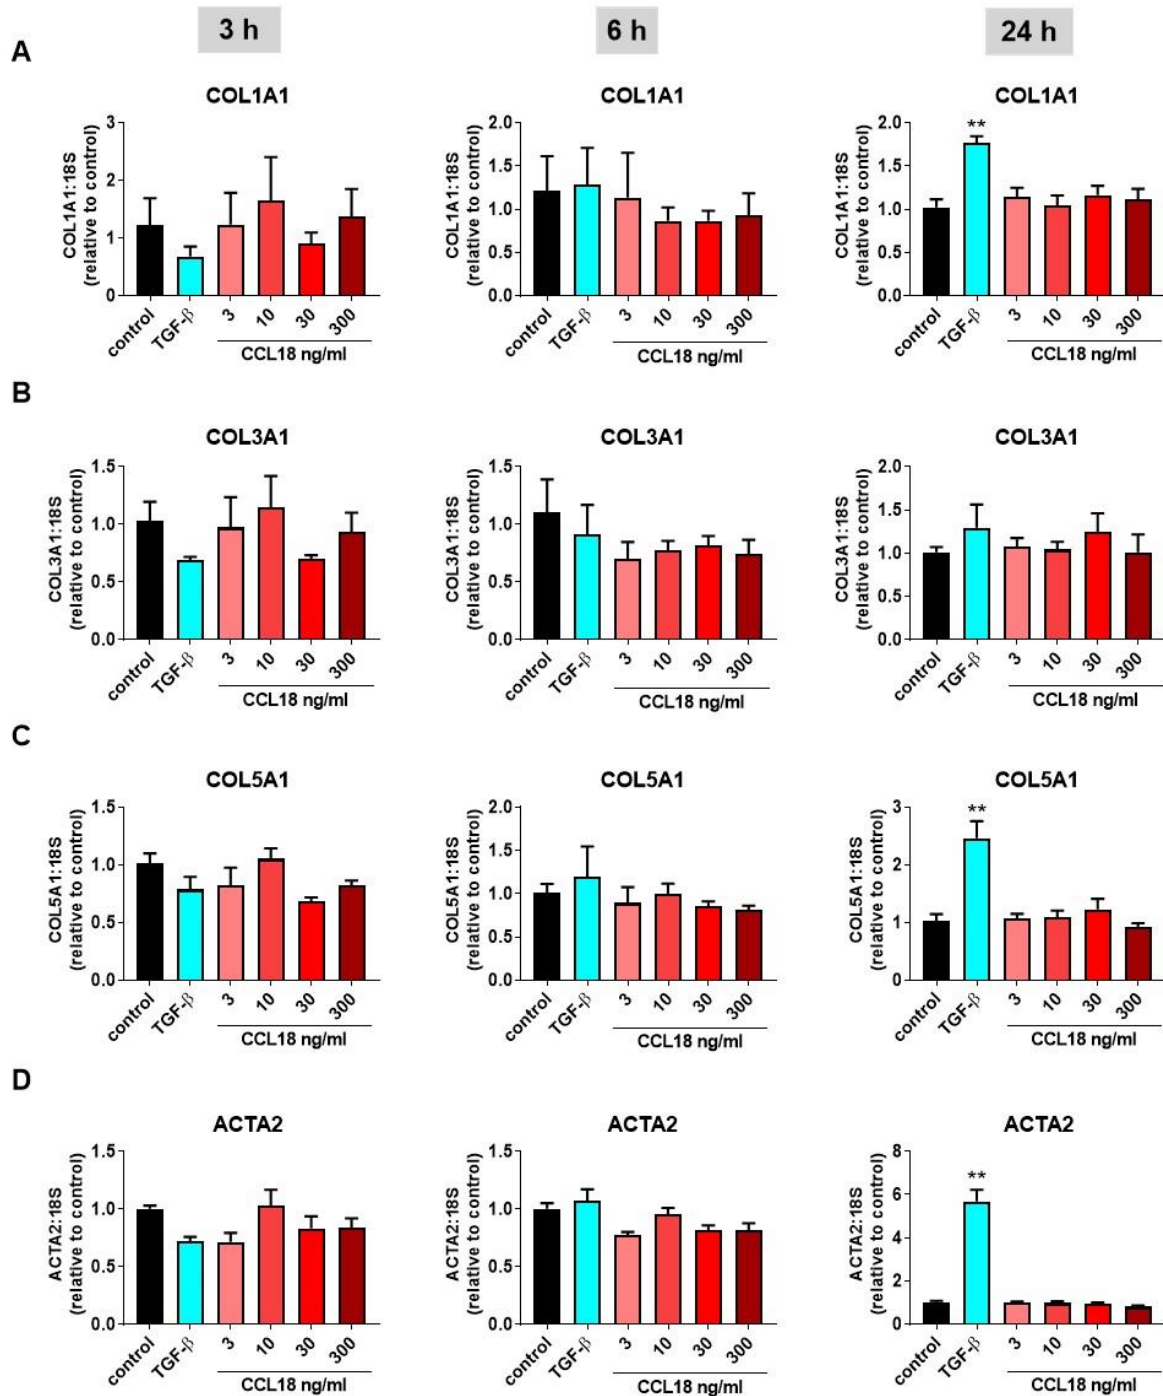 3 h
6 h
24 h
A
COL1A1
COL1A1:18S
(relative to control)
3
2
1
0
control
TGF-β
3
10
30
300
CCL18 ng/ml
COL1A1
COL1A1:18S
(relative to control)
2.0
1.5
1.0
0.5
0.0
control
TGF-β
3
10
30
300
CCL18 ng/ml
COL1A1
COL1A1:18S
(relative to control)
2.0
1.5
1.0
0.5
0.0
**
control
TGF-β
3
10
30
300
CCL18 ng/ml
B
COL3A1
COL3A1:18S
(relative to control)
1.5
1.0
0.5
0.0
control
TGF-β
3
10
30
300
CCL18 ng/ml
COL3A1
COL3A1:18S
(relative to control)
1.5
1.0
0.5
0.0
control
TGF-β
3
10
30
300
CCL18 ng/ml
COL3A1
COL3A1:18S
(relative to control)
2.0
1.5
1.0
0.5
0.0
control
TGF-β
3
10
30
300
CCL18 ng/ml
C
COL5A1
COL5A1:18S
(relative to control)
1.5
1.0
0.5
0.0
control
TGF-β
3
10
30
300
CCL18 ng/ml
COL5A1
COL5A1:18S
(relative to control)
2.0
1.5
1.0
0.5
0.0
control
TGF-β
3
10
30
300
CCL18 ng/ml
COL5A1
COL5A1:18S
(relative to control)
3
2
1
0
**
control
TGF-β
3
10
30
300
CCL18 ng/ml
D
ACTA2
ACTA2:18S
(relative to control)
1.5
1.0
0.5
0.0
control
TGF-β
3
10
30
300
CCL18 ng/ml
ACTA2
ACTA2:18S
(relative to control)
1.5
1.0
0.5
0.0
control
TGF-β
3
10
30
300
CCL18 ng/ml
ACTA2
ACTA2:18S
(relative to control)
8
6
4
2
0
**
control
TGF-β
3
10
30
300
CCL18 ng/ml